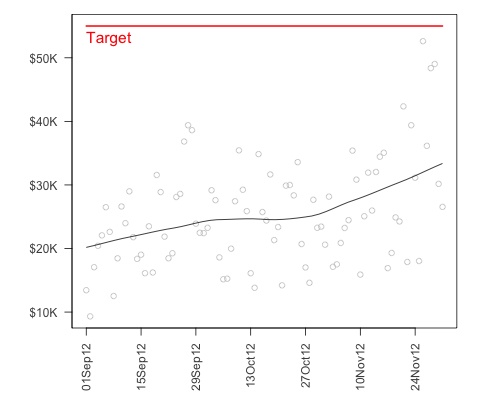 Target
$50K
$40K
$30K
$20K
$10K
01Sep12
15Sep12
29Sep12
13Oct12
27Oct12
10Nov12
24Nov12